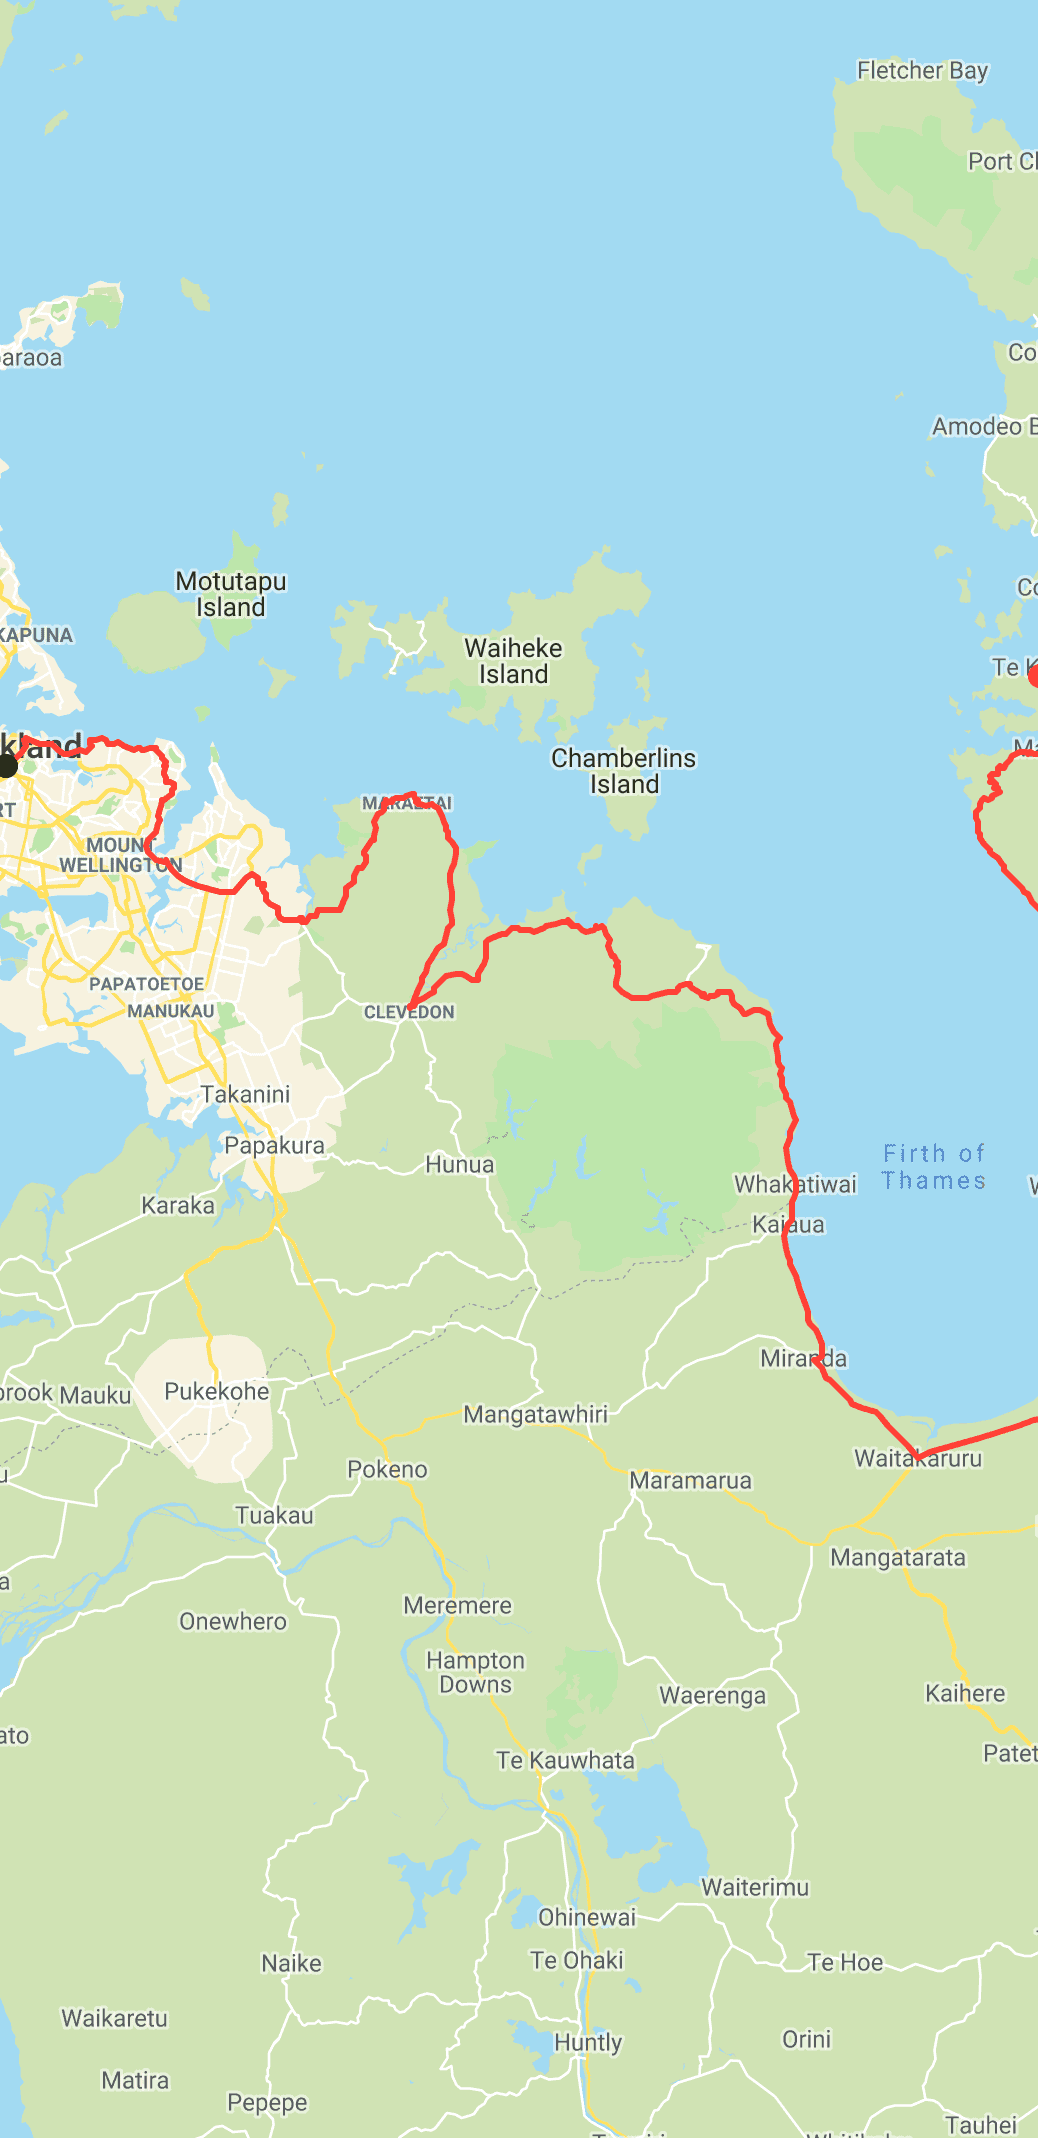 Fletcher Bay
Port Cl
araoa
Co
Amodeo B
Motutapu
Island
Co
KAPUNA
Waiheke
Island
Te K
kland
Ma
Chamberlins
Island
RT
MARAETAI
MOUNT
WELLINGTON
PAPATOETOE
MANUKAU
CLEVEDON
Takanini
Papakura
Firth of
Thames
Hunua
Whakatiwai
W
Karaka
Kaiaua
Miranda
brook
Mauku
Pukekohe
Mangatawhiri
Waitakaruru
Pokeno
Maramarua
u
Tuakau
Mangatarata
a
Meremere
Onewhero
Hampton
Downs
Waerenga
Kaihere
ato
Te Kauwhata
Patet
Waiterimu
Ohinewai
Naike
Te Ohaki
Te Hoe
Waikaretu
Huntly
Orini
Matira
Pepepe
Tauhei